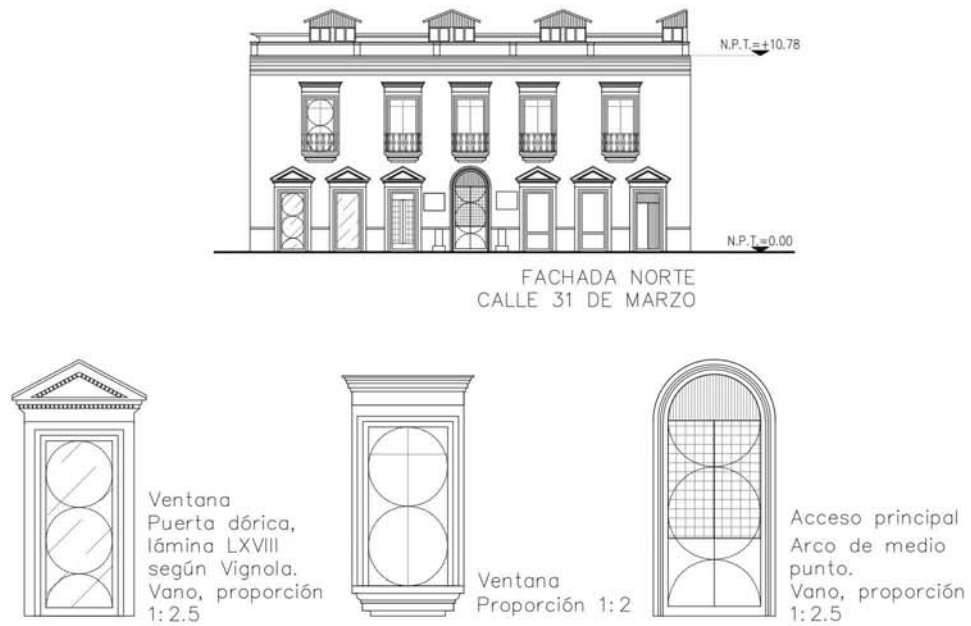 N.P.T.=+10.78
N.P.T.=0.00
FACHADA NORTE
CALLE 31 DE MARZO
Ventana
Puerta dórica,
lámina LXVIII
según Vignola.
Vano, proporción
1:2.5
Ventana
Proporción 1:2
Acceso principal
Arco de medio
punto.
Vano, proporción
1:2.5